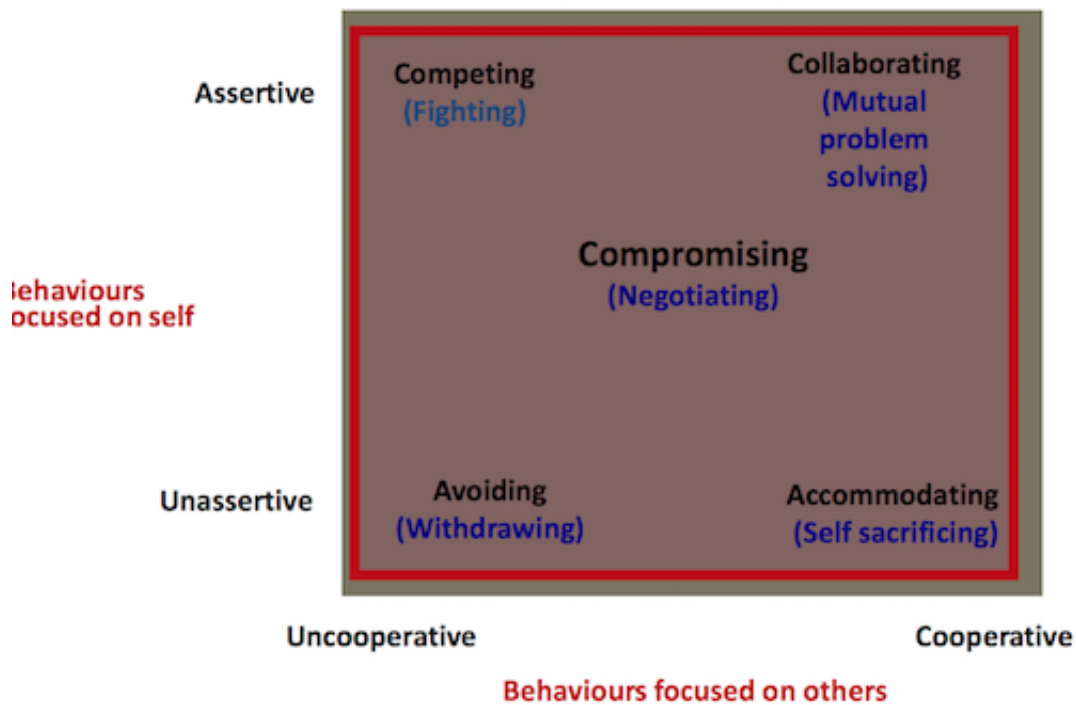 Assertive
Competing
(Fighting)
Collaborating
(Mutual
problem
solving)
Compromising
(Negotiating)
ehaviours
ocused on self
Unassertive
Avoiding
(Withdrawing)
Accommodating
(Self sacrificing)
Uncooperative
Cooperative
Behaviours focused on others